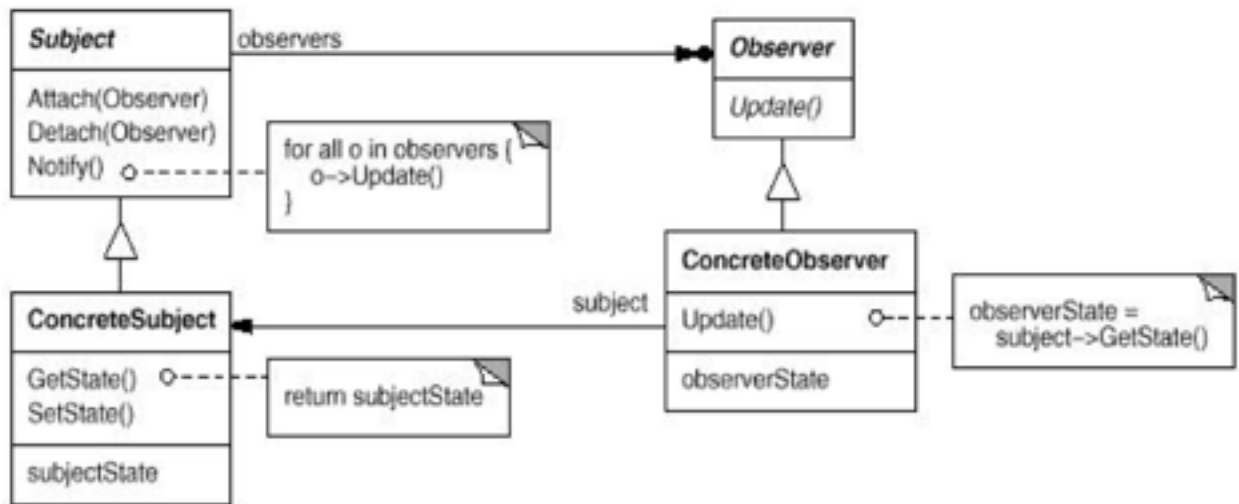 Subject
observers
Observer
Attach(Observer)
Detach(Observer)
Notify()
Update()
for all o in observers {
o->Update()
}
ConcreteObserver
ConcreteSubject
subject
Update()
observerState =
subject->GetState()
GetState()
SetState()
return subjectState
observerState
subjectState